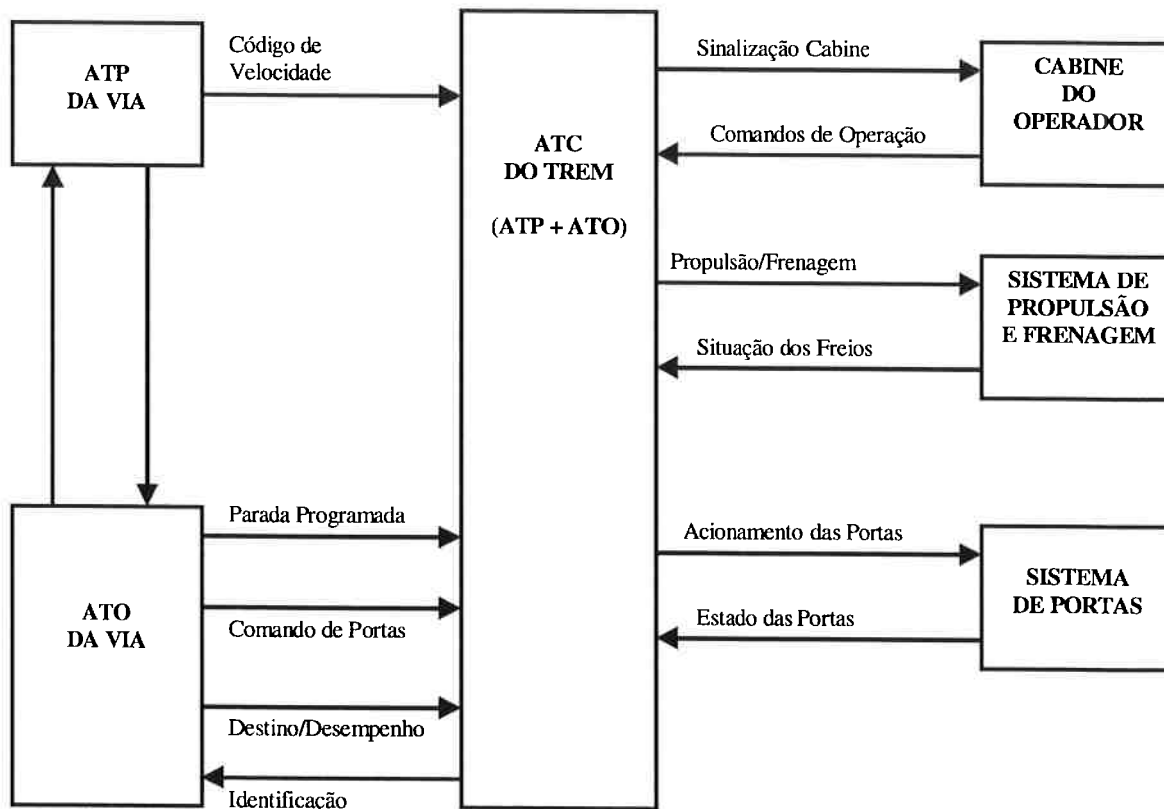 ATP
DA VIA
Código de
Velocidade
ATC
DO TREM
(ATP + ATO)
Sinalização Cabine
Comandos de Operação
CABINE
DO
OPERADOR
Propulsão/Frenagem
Situação dos Freios
SISTEMA DE
PROPULSÃO
E FRENAGEM
ATO
DA VIA
Parada Programada
Comando de Portas
Destino/Desempenho
Identificação
Acionamento das Portas
Estado das Portas
SISTEMA
DE PORTAS